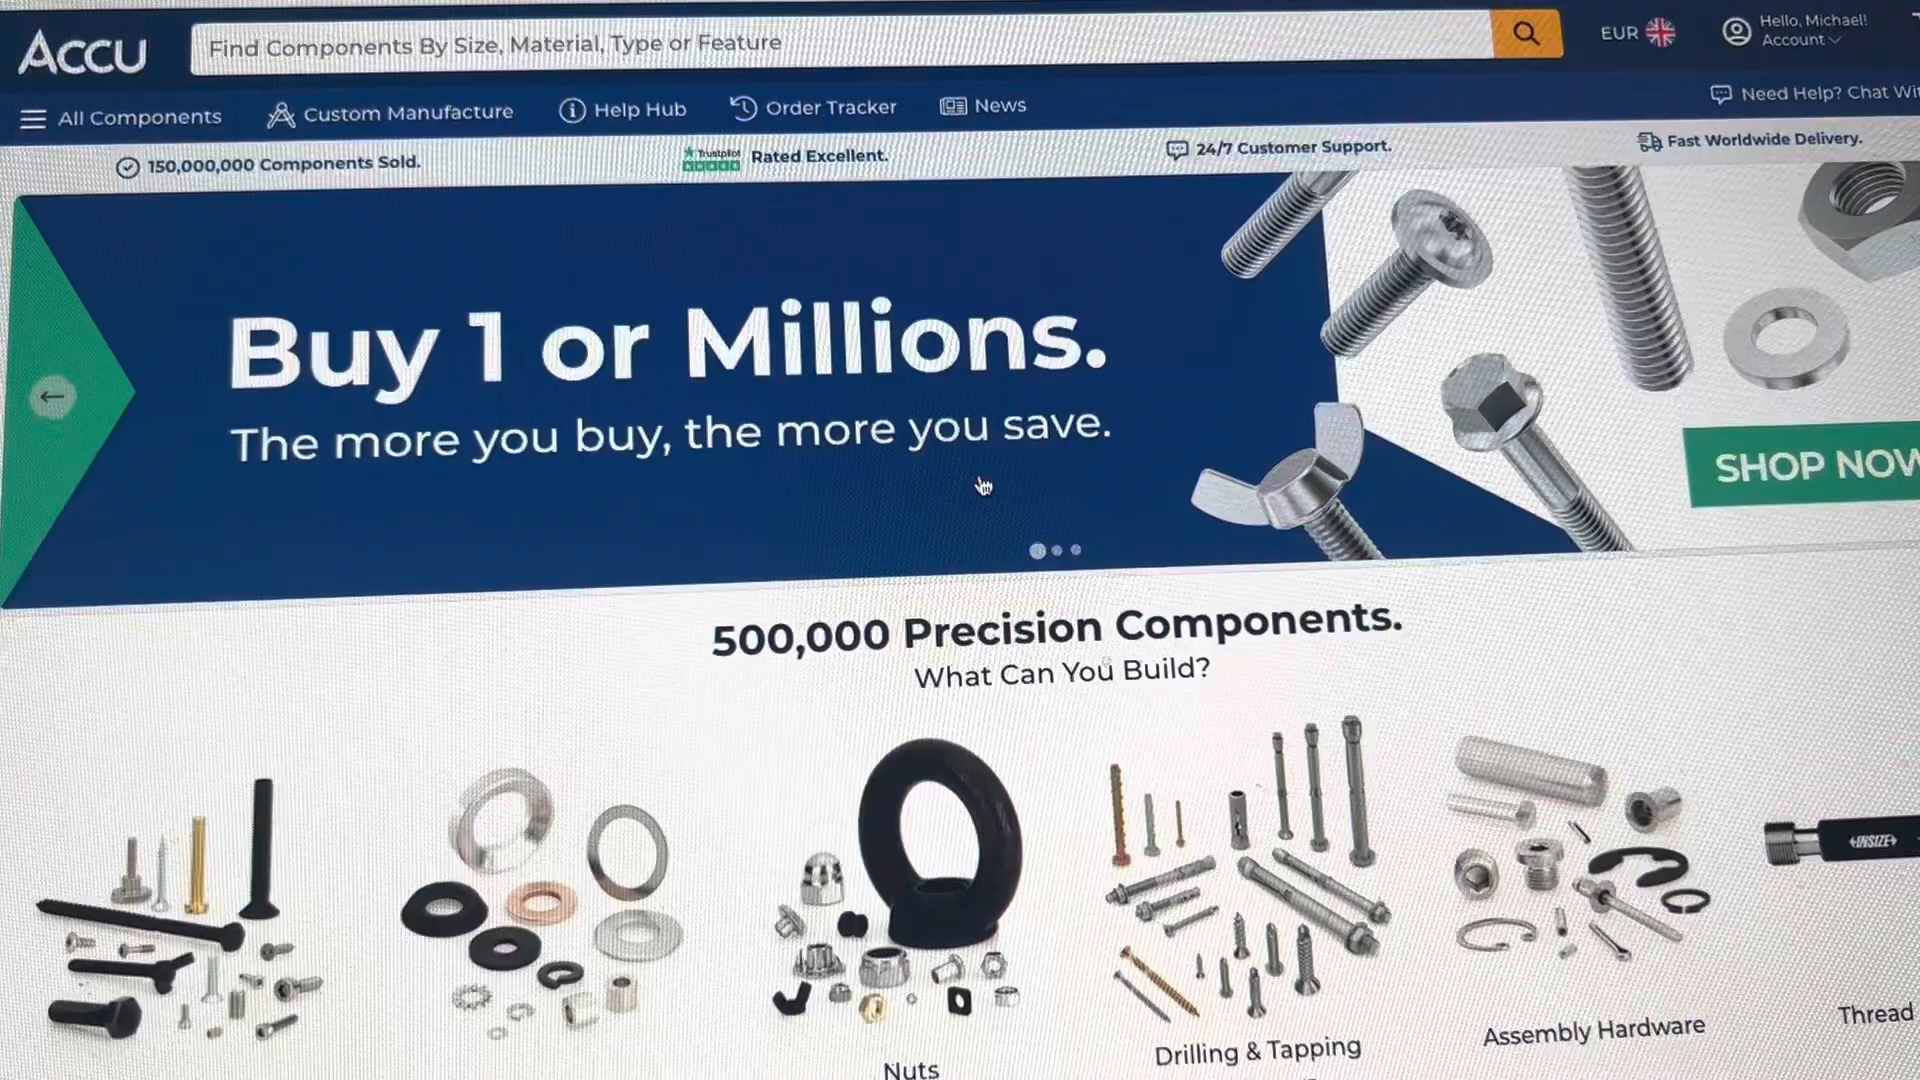 ACCU
Find Components By Size, Material, Type or Feature
EUR
Hello, Michael!
Account
All Components
Custom Manufacture
Help Hub
Order Tracker
News
Need Help? Chat Wit
150,000,000 Components Sold.
Trustpilot
Rated Excellent.
24/7 Customer Support.
Fast Worldwide Delivery.
Buy 1 or Millions.
The more you buy, the more you save.
SHOP NOW
500,000 Precision Components.
What Can You Build?
INSIZE
Nuts
Drilling & Tapping
Assembly Hardware
Thread